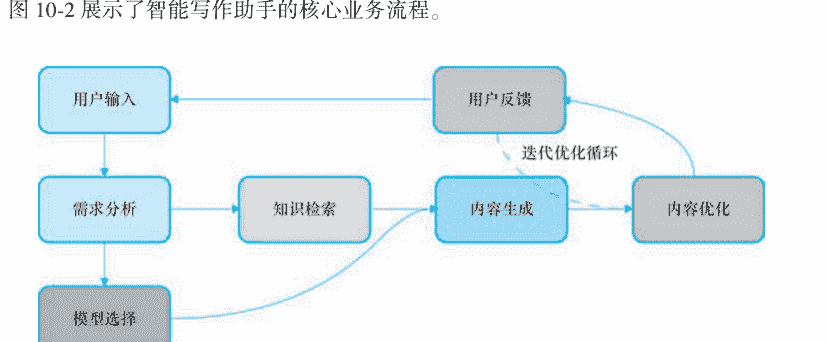 图 10-2 展示了智能写作助手的核心业务流程。
用户输入
用户反馈
迭代优化循环
需求分析
知识检索
内容生成
内容优化
模型选择